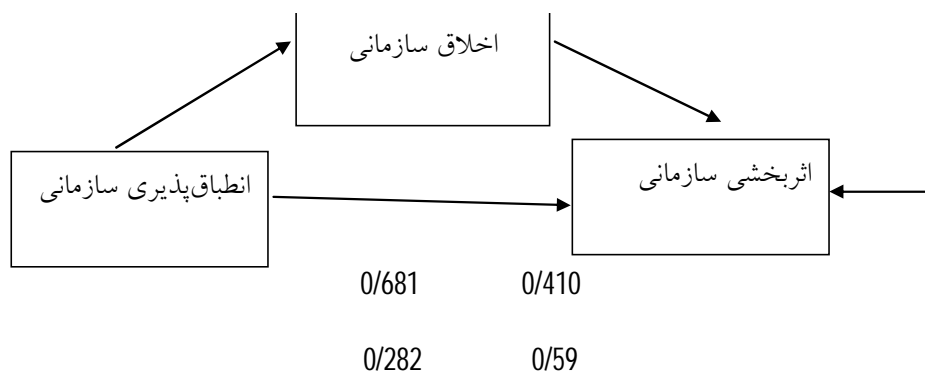 اخلاق سازمانی
انطباق‌پذیری سازمانی
اثربخشی سازمانی
0/681 0/410
0/282 0/59